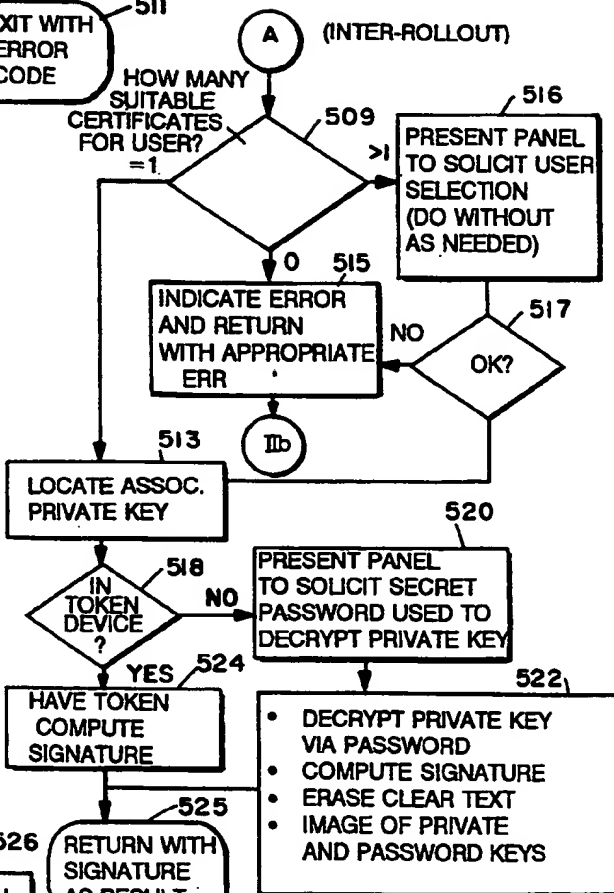 511
EXIT WITH
ERROR
CODE
A
(INTER-ROLLOUT)
HOW MANY
SUITABLE
CERTIFICATES
FOR USER?
509
=1
>1
0
516
PRESENT PANEL
TO SOLICIT USER
SELECTION
(DO WITHOUT
AS NEEDED)
515
INDICATE ERROR
AND RETURN
WITH APPROPRIATE
ERR
NO
517
OK?
IIb
513
LOCATE ASSOC.
PRIVATE KEY
518
IN
TOKEN
DEVICE
?
NO
520
PRESENT PANEL
TO SOLICIT SECRET
PASSWORD USED TO
DECRYPT PRIVATE KEY
YES
524
HAVE TOKEN
COMPUTE
SIGNATURE
522
• DECRYPT PRIVATE KEY
VIA PASSWORD
• COMPUTE SIGNATURE
• ERASE CLEAR TEXT
• IMAGE OF PRIVATE
AND PASSWORD KEYS
525
526
RETURN WITH
SIGNATURE
AS RESULT